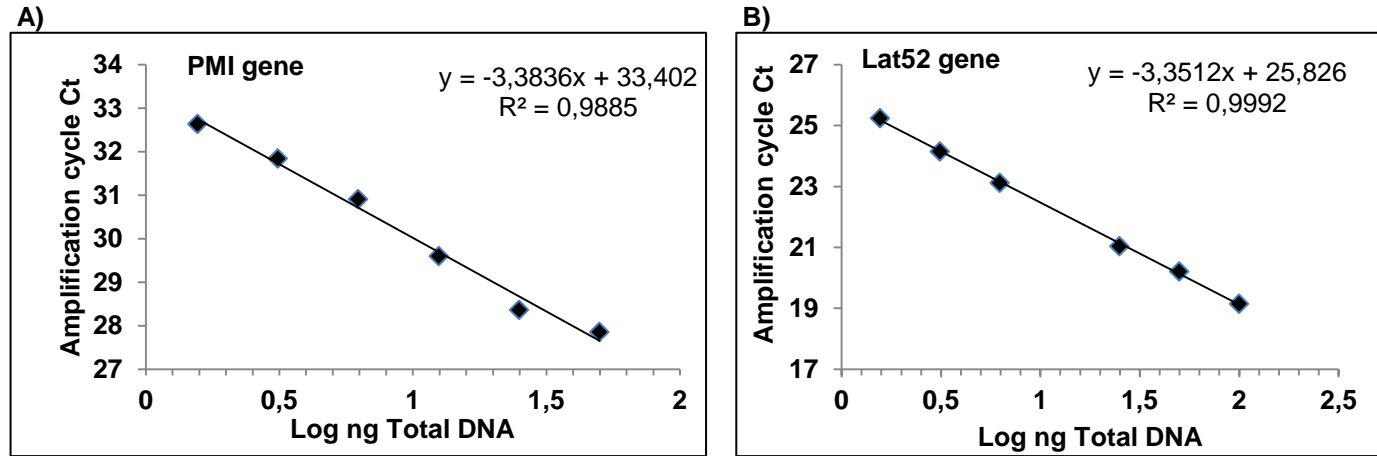 A)
PMI gene
y = -3,3836x + 33,402
R² = 0,9885
Amplification cycle Ct
34
33
32
31
30
29
28
27
0 0,5 1 1,5 2
Log ng Total DNA
B)
Lat52 gene
y = -3,3512x + 25,826
R² = 0,9992
Amplification cycle Ct
27
25
23
21
19
17
0 0,5 1 1,5 2 2,5
Log ng Total DNA